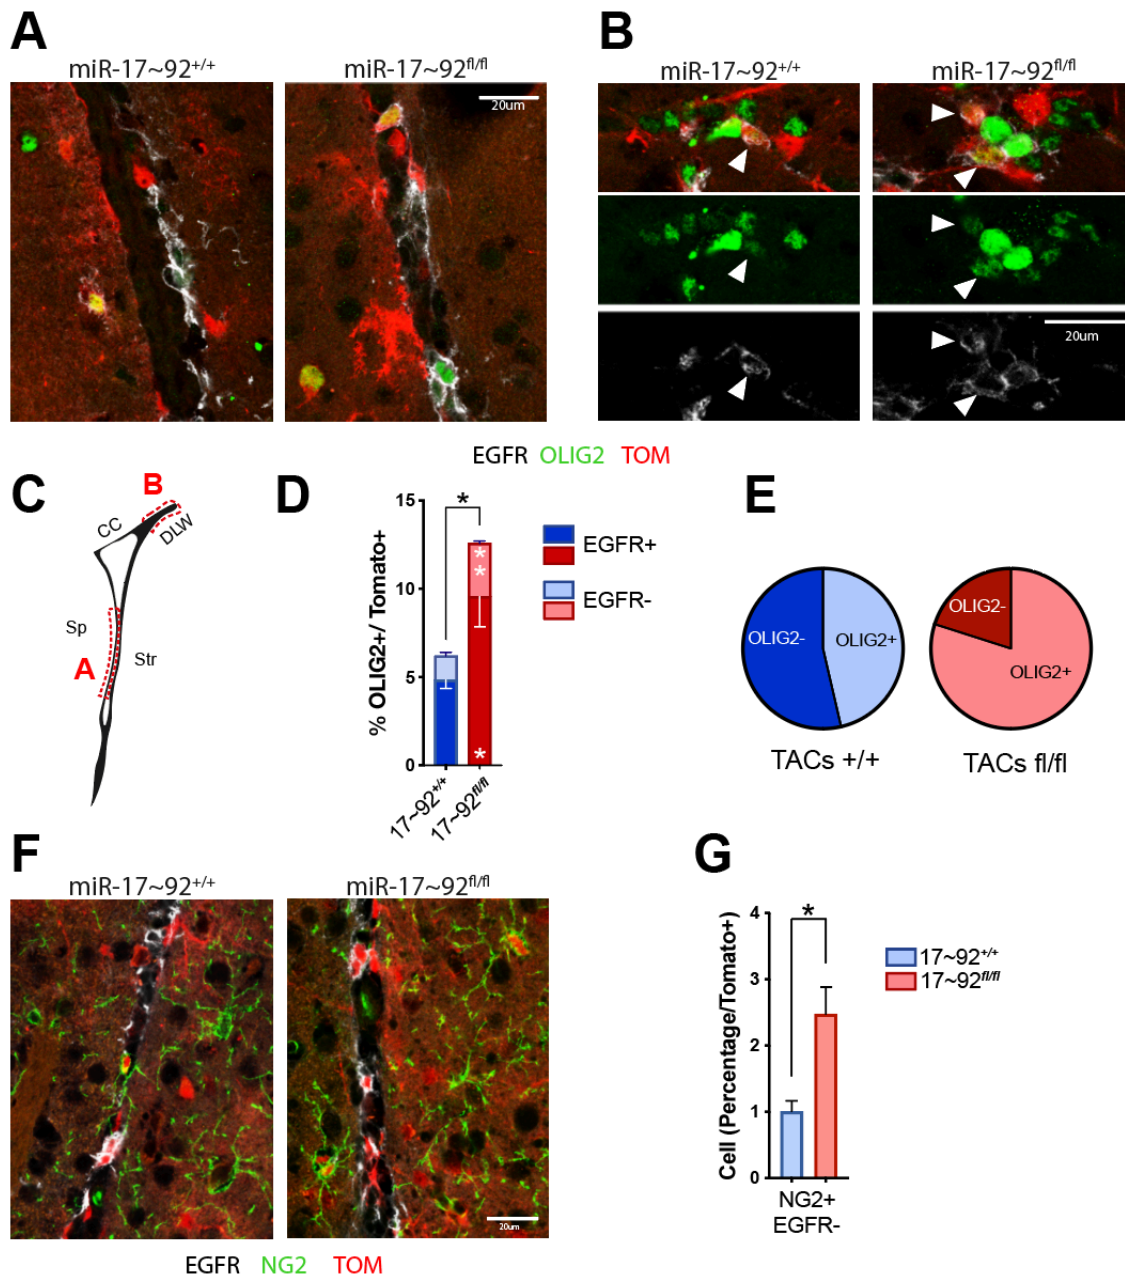 A
B
miR-17~92+/+
miR-17~92fl/fl
miR-17~92+/+
miR-17~92fl/fl
20um
20um
EGFR OLIG2 TOM
C
B
CC
DLW
Sp
Str
A
D
*
15
10
5
0
% OLIG2+/ Tomato+
*
*
*
17~92+/+
17~92fl/fl
EGFR+
EGFR-
E
OLIG2-
OLIG2+
OLIG2-
OLIG2+
TACs +/+
TACs fl/fl
F
miR-17~92+/+
miR-17~92fl/fl
20um
EGFR NG2 TOM
G
*
4
3
2
1
0
Cell (Percentage/Tomato+)
NG2+
EGFR-
17~92+/+
17~92fl/fl